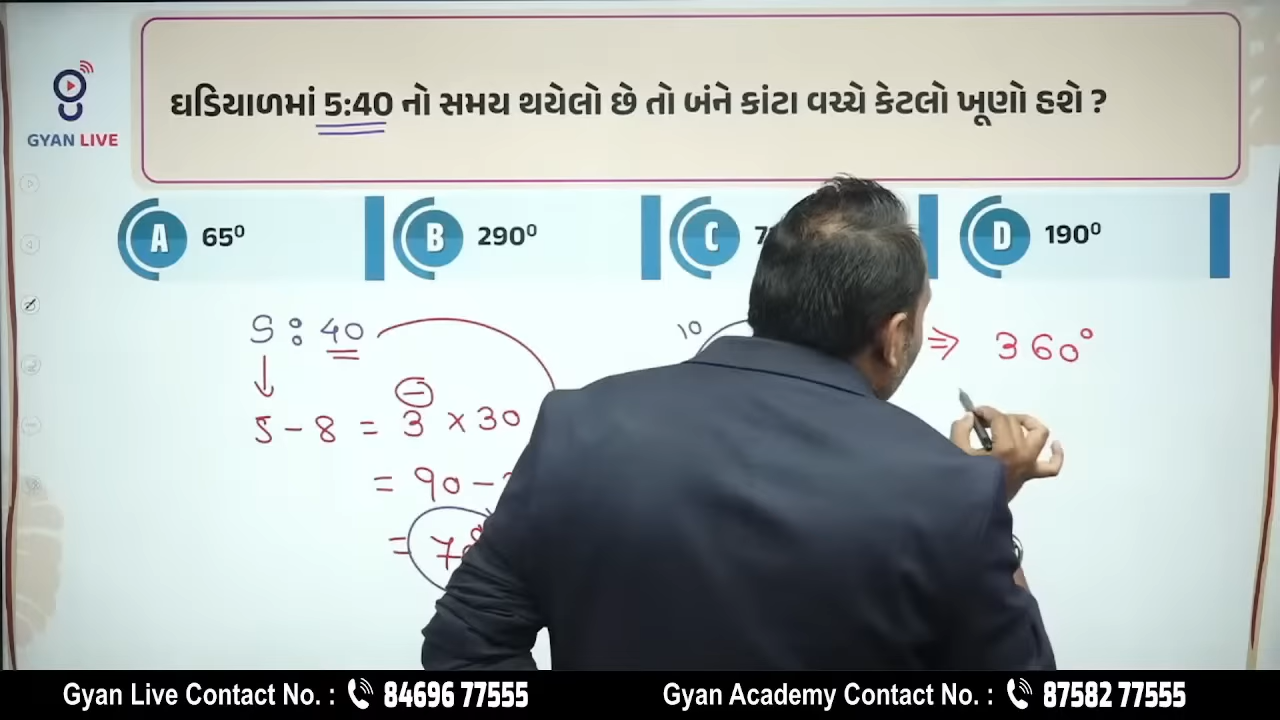 ઘડિયાળમાં 5:40 નો સમય થયેલો છે તો બંને કાંટા વચ્ચે કેટલો ખૂણો હશે ?
GYAN LIVE
A 65⁰
B 290⁰
C
D 190⁰
5 : 40
10
⇒ 360°
5 - 8 = 3 × 30
= 90 -
=
Gyan Live Contact No. : 84696 77555
Gyan Academy Contact No. : 87582 77555